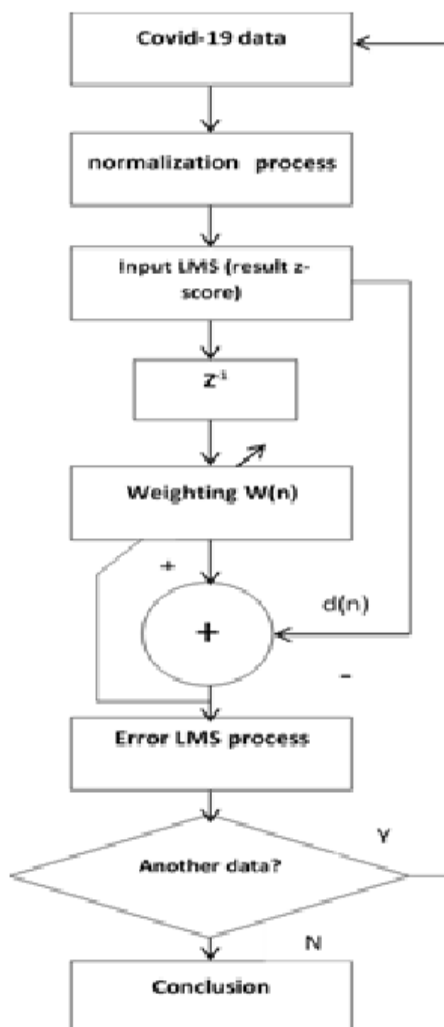 Covid-19 data
normalization process
Input LMS (result z-
score)
Z⁻¹
Weighting W(n)
+
+
d(n)
-
Error LMS process
Another data?
Y
N
Conclusion